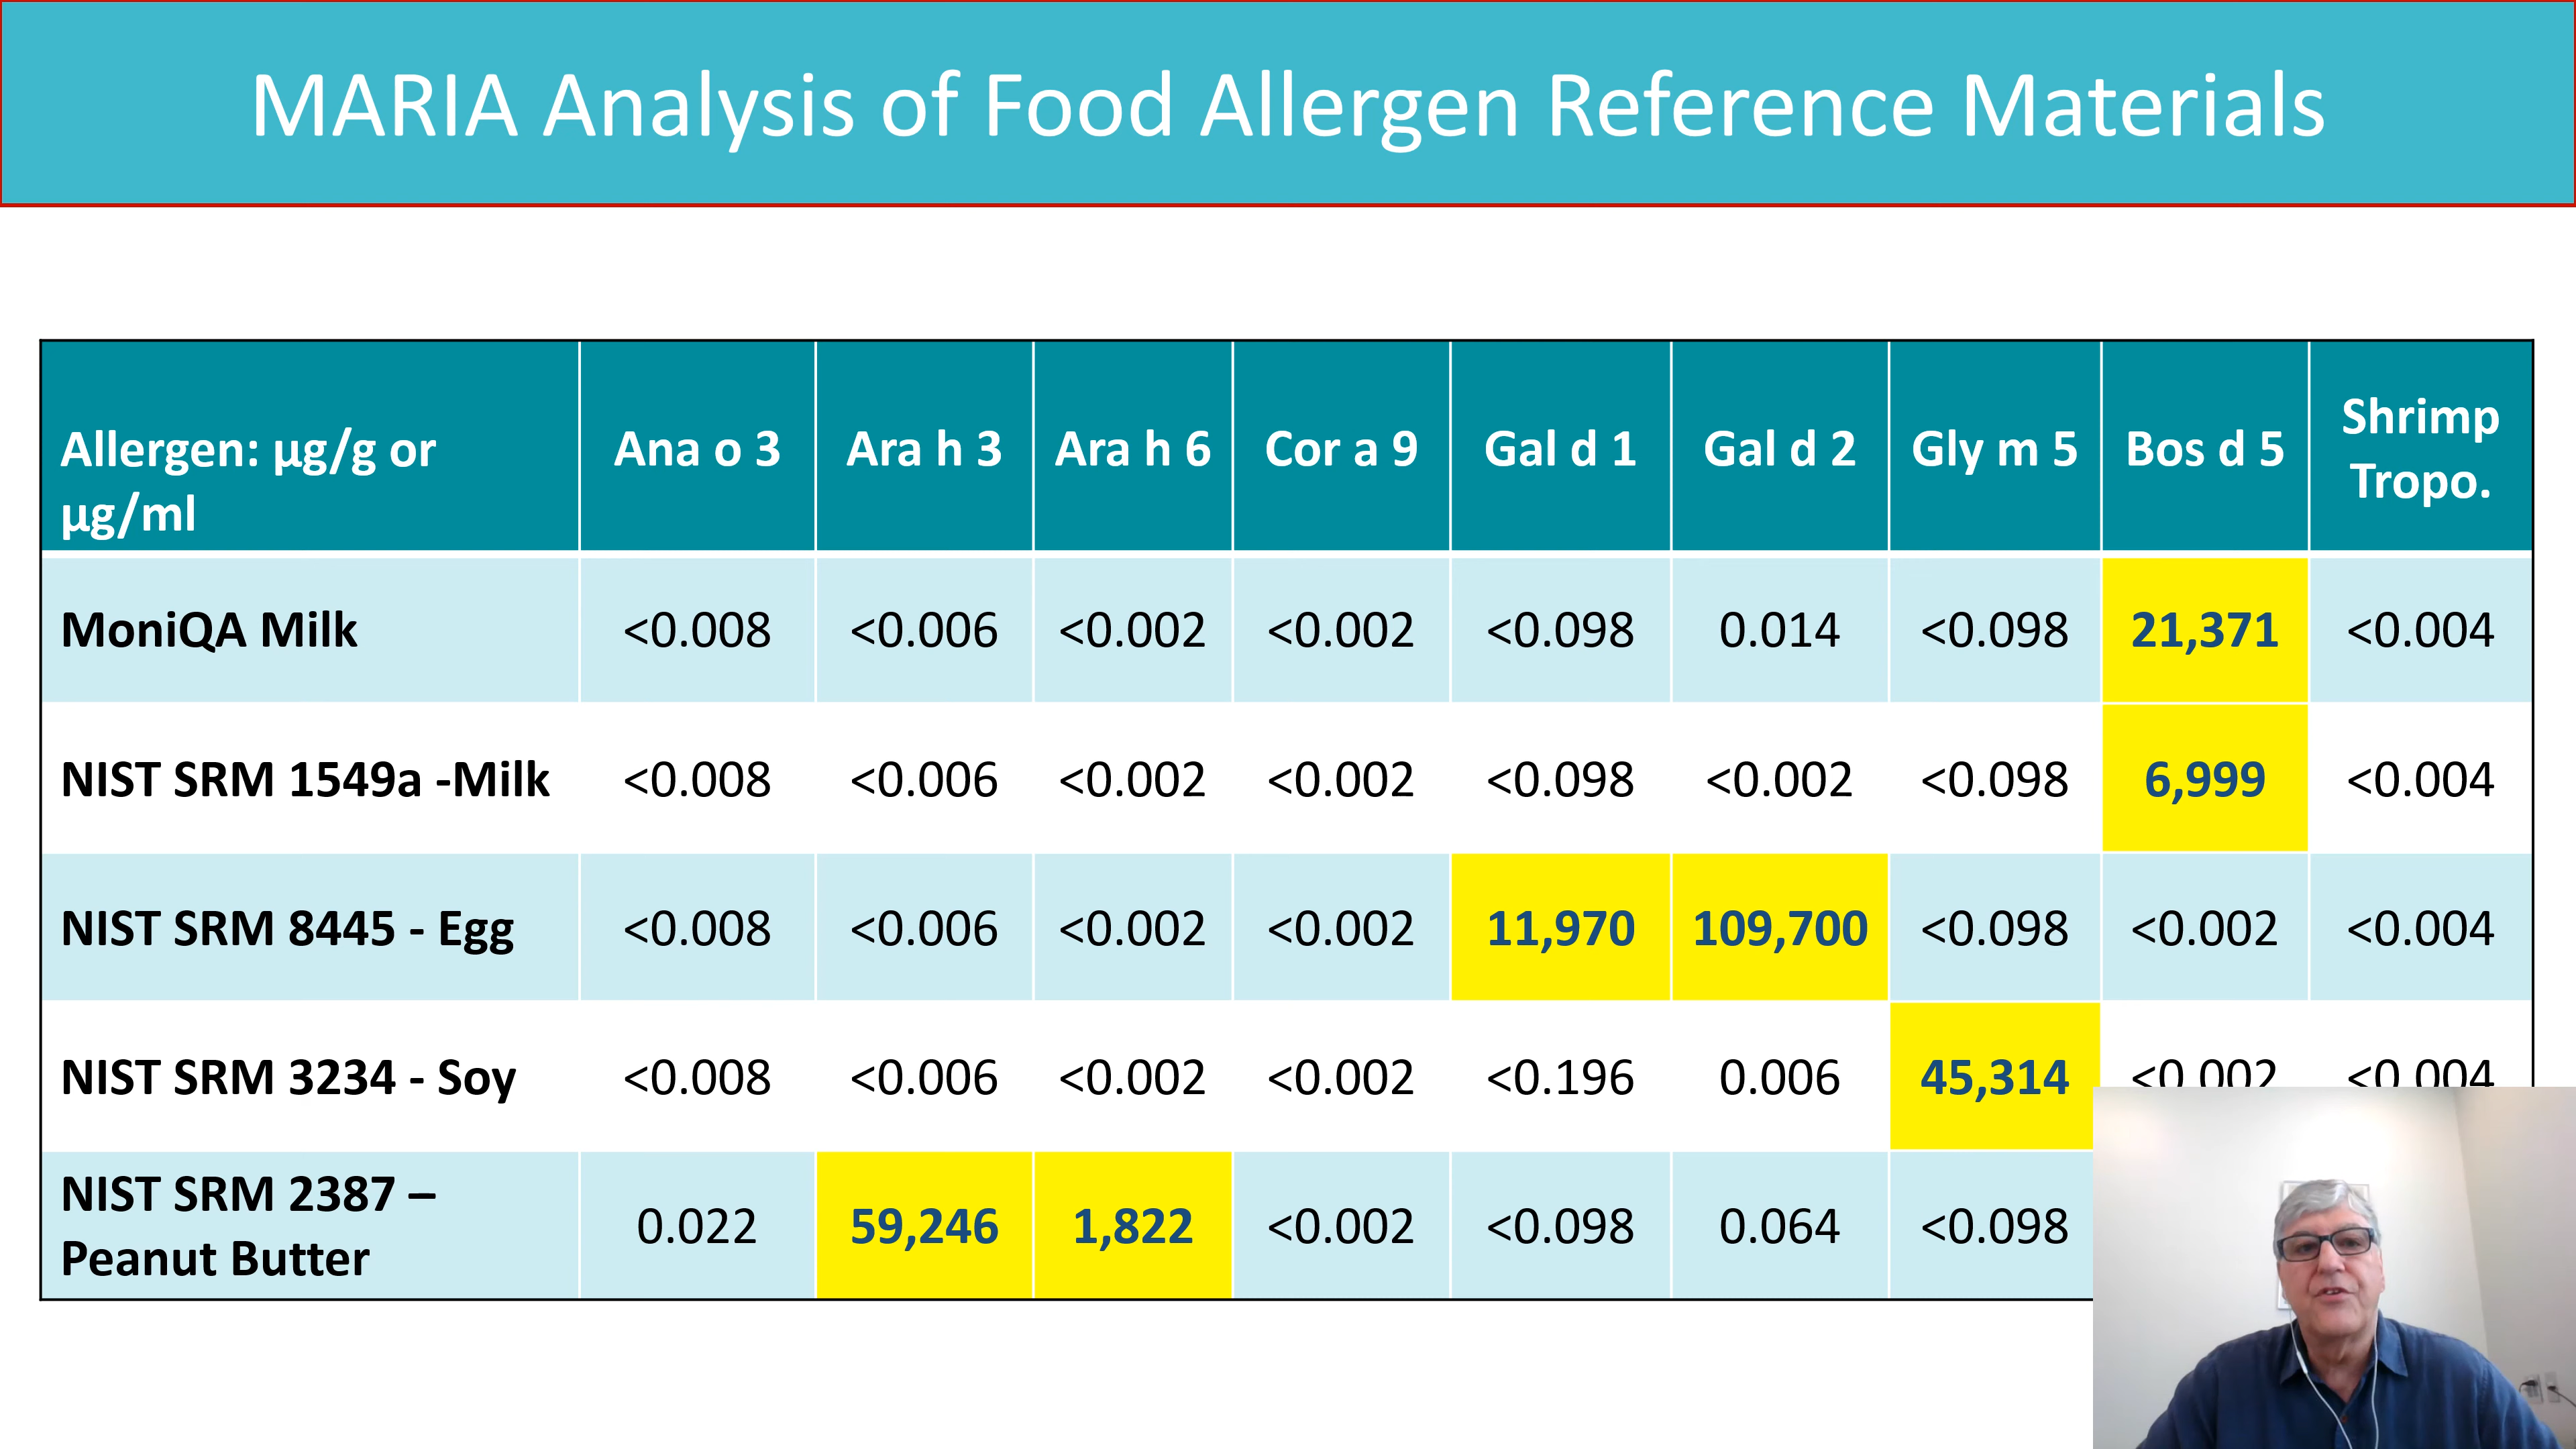 MARIA Analysis of Food Allergen Reference Materials
Allergen: µg/g or
µg/ml
Ana o 3
Ara h 3
Ara h 6
Cor a 9
Gal d 1
Gal d 2
Gly m 5
Bos d 5
Shrimp
Tropo.
MoniQA Milk <0.008 <0.006 <0.002 <0.002 <0.098 0.014 <0.098 21,371 <0.004
NIST SRM 1549a -Milk <0.008 <0.006 <0.002 <0.002 <0.098 <0.002 <0.098 6,999 <0.004
NIST SRM 8445 - Egg <0.008 <0.006 <0.002 <0.002 11,970 109,700 <0.098 <0.002 <0.004
NIST SRM 3234 - Soy <0.008 <0.006 <0.002 <0.002 <0.196 0.006 45,314 <0.002 <0.004
NIST SRM 2387 –
Peanut Butter
0.022 59,246 1,822 <0.002 <0.098 0.064 <0.098